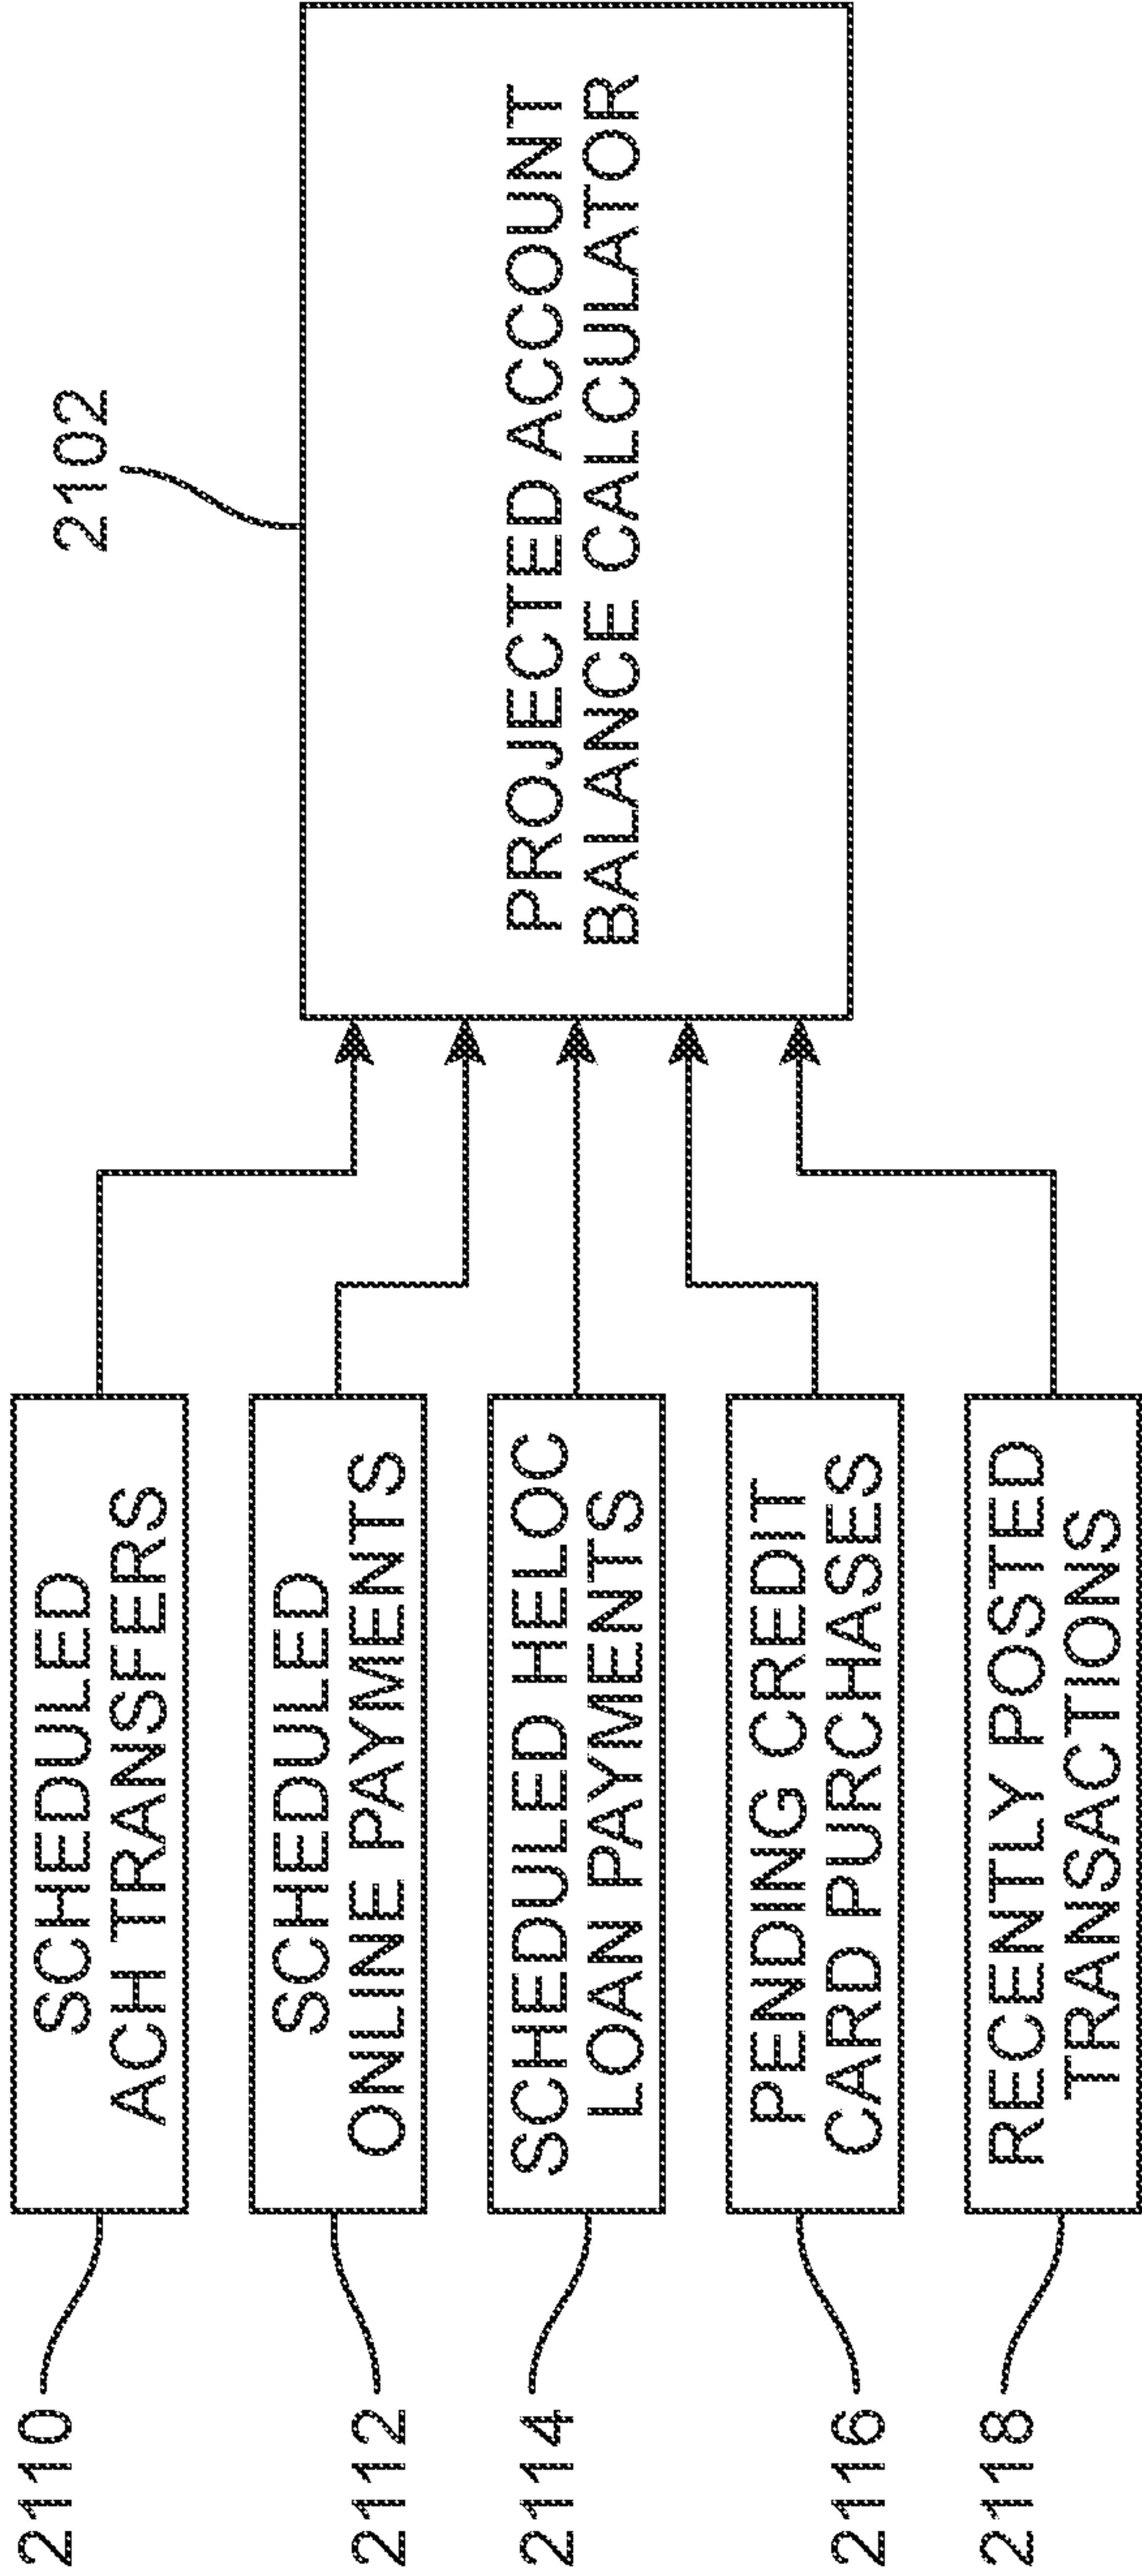 2110
SCHEDULED
ACH TRANSFERS
2112
SCHEDULED
ONLINE PAYMENTS
2114
SCHEDULED HELOC
LOAN PAYMENTS
2116
PENDING CREDIT
CARD PURCHASES
2118
RECENTLY POSTED
TRANSACTIONS
2102
PROJECTED ACCOUNT
BALANCE CALCULATOR